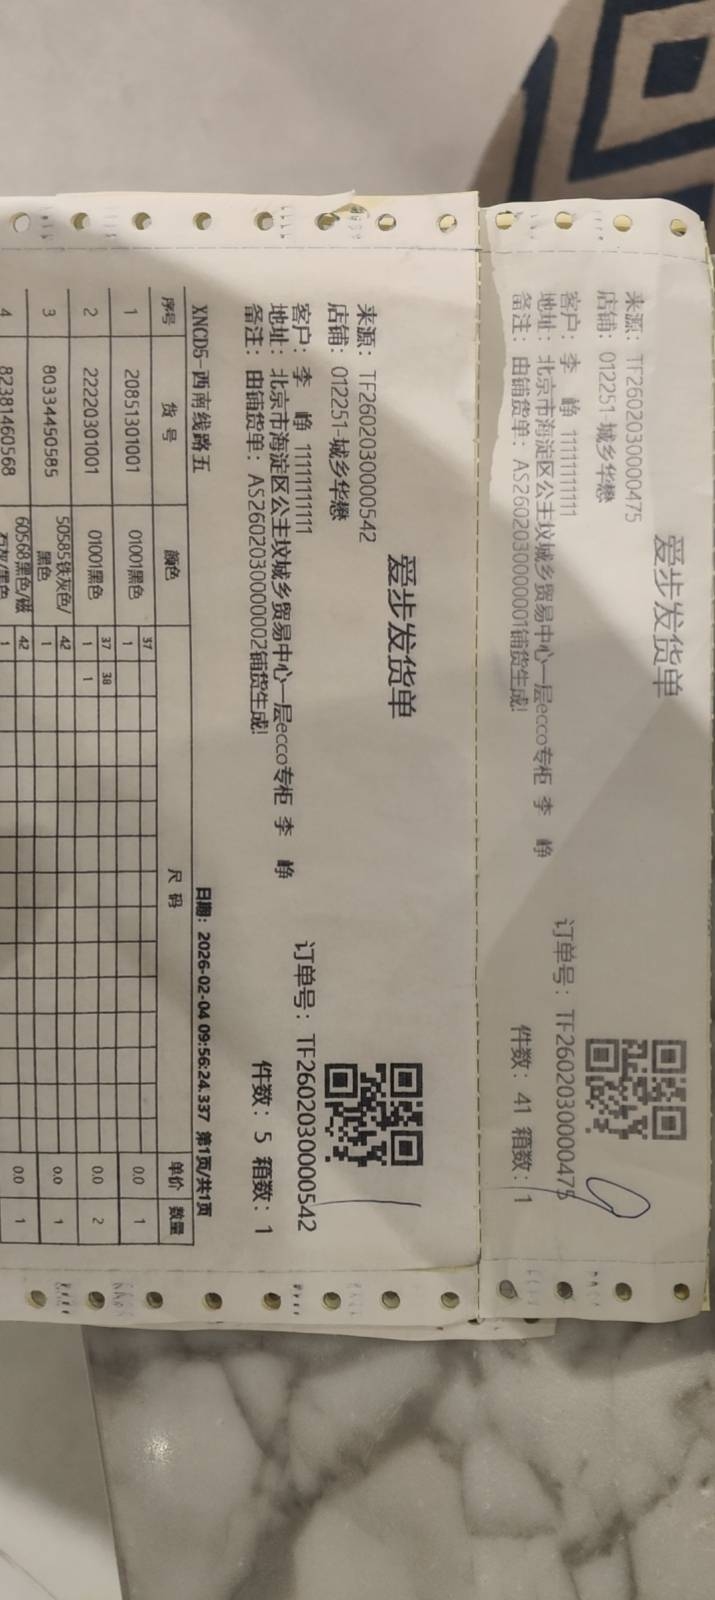 爱步发货单
来源: TF2602030000475
店铺: 012251-城乡华懋
客户: 李 峥 11111111111
订单号: TF2602030000475
地址: 北京市海淀区公主坟城乡贸易中心一层ecco专柜 李 峥
备注: 由铺货单: AS2602030000001铺货生成!
件数: 41 箱数: 1
爱步发货单
来源: TF2602030000542
店铺: 012251-城乡华懋
客户: 李 峥 11111111111
订单号: TF2602030000542
地址: 北京市海淀区公主坟城乡贸易中心一层ecco专柜 李 峥
备注: 由铺货单: AS2602030000002铺货生成!
件数: 5 箱数: 1
XNCD5-西南线路五 日期: 2026-02-04 09:56:24.337 第1页/共1页
序号 货 号 颜色 尺 码 单价 数量
1 20851301001 01001黑色 37 1 0.0 1
2 22220301001 01001黑色 37 38 1 1 0.0 2
3 80334450585 50585铁灰色/黑色 42 1 0.0 1
4 82381460568 60568黑色/磁石灰/黑色 42 1 0.0 1